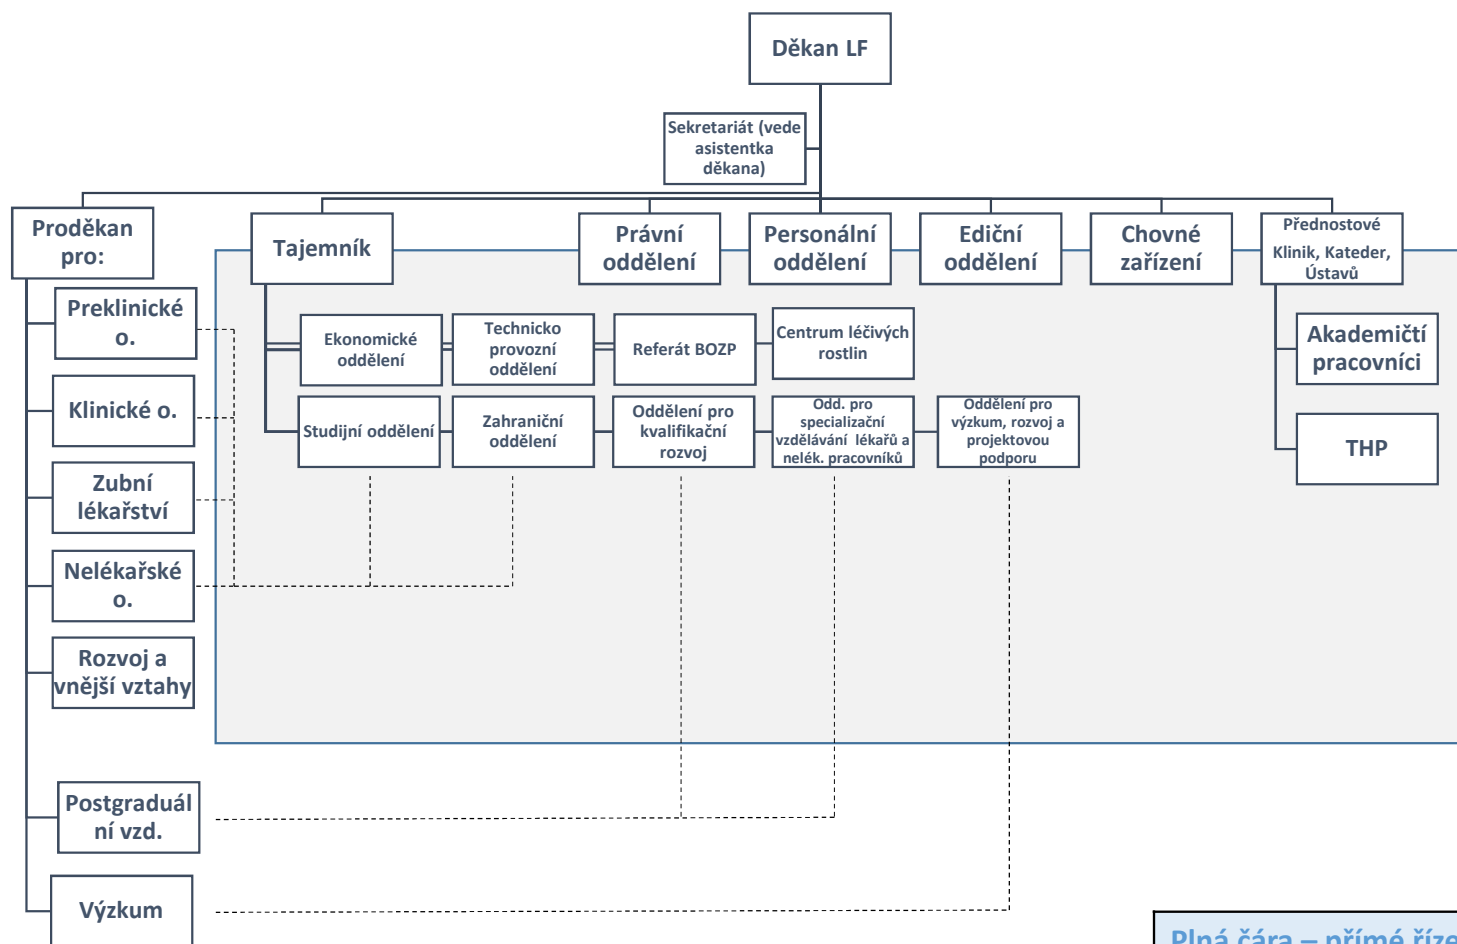 Děkan LF
Sekretariát (vede
asistentka
děkana)
Proděkan
pro:
Tajemník
Právní
oddělení
Personální
oddělení
Ediční
oddělení
Chovné
zařízení
Přednostové
Klinik, Kateder,
Ústavů
Preklinické
o.
Klinické o.
Zubní
lékařství
Nelékařské
o.
Rozvoj a
vnější vztahy
Postgraduál
ní vzd.
Výzkum
Ekonomické
oddělení
Technicko
provozní
oddělení
Referát BOZP
Centrum léčivých
rostlin
Studijní oddělení
Zahraniční
oddělení
Oddělení pro
kvalifikační
rozvoj
Odd. pro
specializační
vzdělávání lékařů a
nelék. pracovníků
Oddělení pro
výzkum, rozvoj a
projektovou
podporu
Akademičtí
pracovníci
THP
Plná čára – přímé